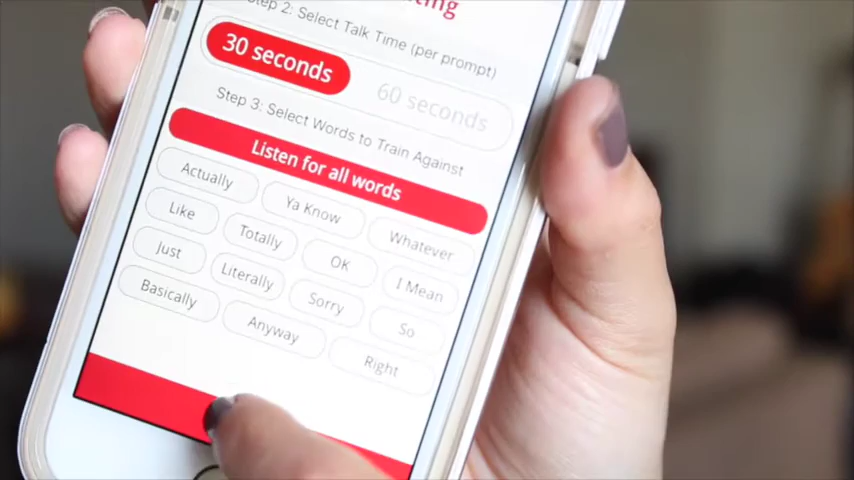 Step 2: Select Talk Time (per prompt)
30 seconds 60 seconds
Step 3: Select Words to Train Against
Listen for all words
Actually Ya Know Whatever
Like Totally OK I Mean
Just Literally Sorry So
Basically Anyway Right